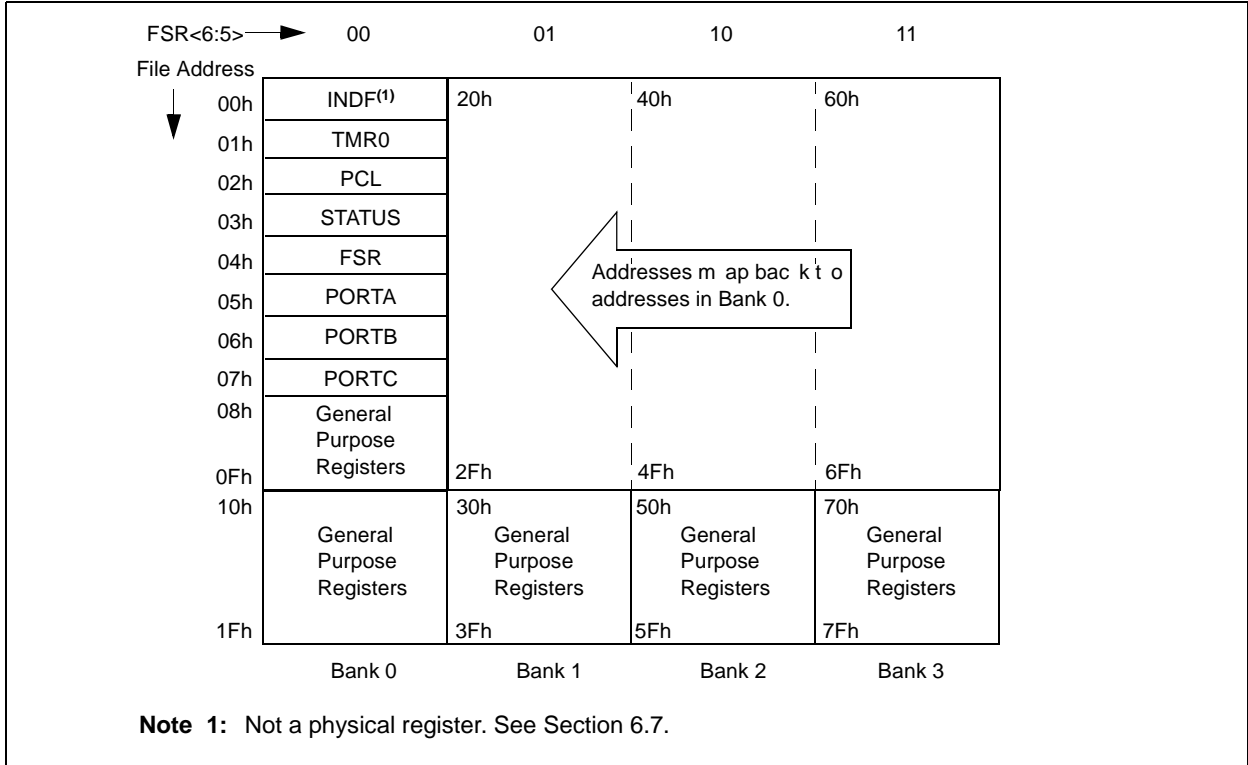 FSR<6:5> 00 01 10 11
File Address
00h INDF(1) 20h 40h 60h
01h TMR0
02h PCL
03h STATUS
04h FSR
05h PORTA
06h PORTB
07h PORTC
Addresses m ap bac k t o
addresses in Bank 0.
08h General
Purpose
Registers
0Fh 2Fh 4Fh 6Fh
10h 30h 50h 70h
General General General General
Purpose Purpose Purpose Purpose
Registers Registers Registers Registers
1Fh 3Fh 5Fh 7Fh
Bank 0 Bank 1 Bank 2 Bank 3
Note 1: Not a physical register. See Section 6.7.